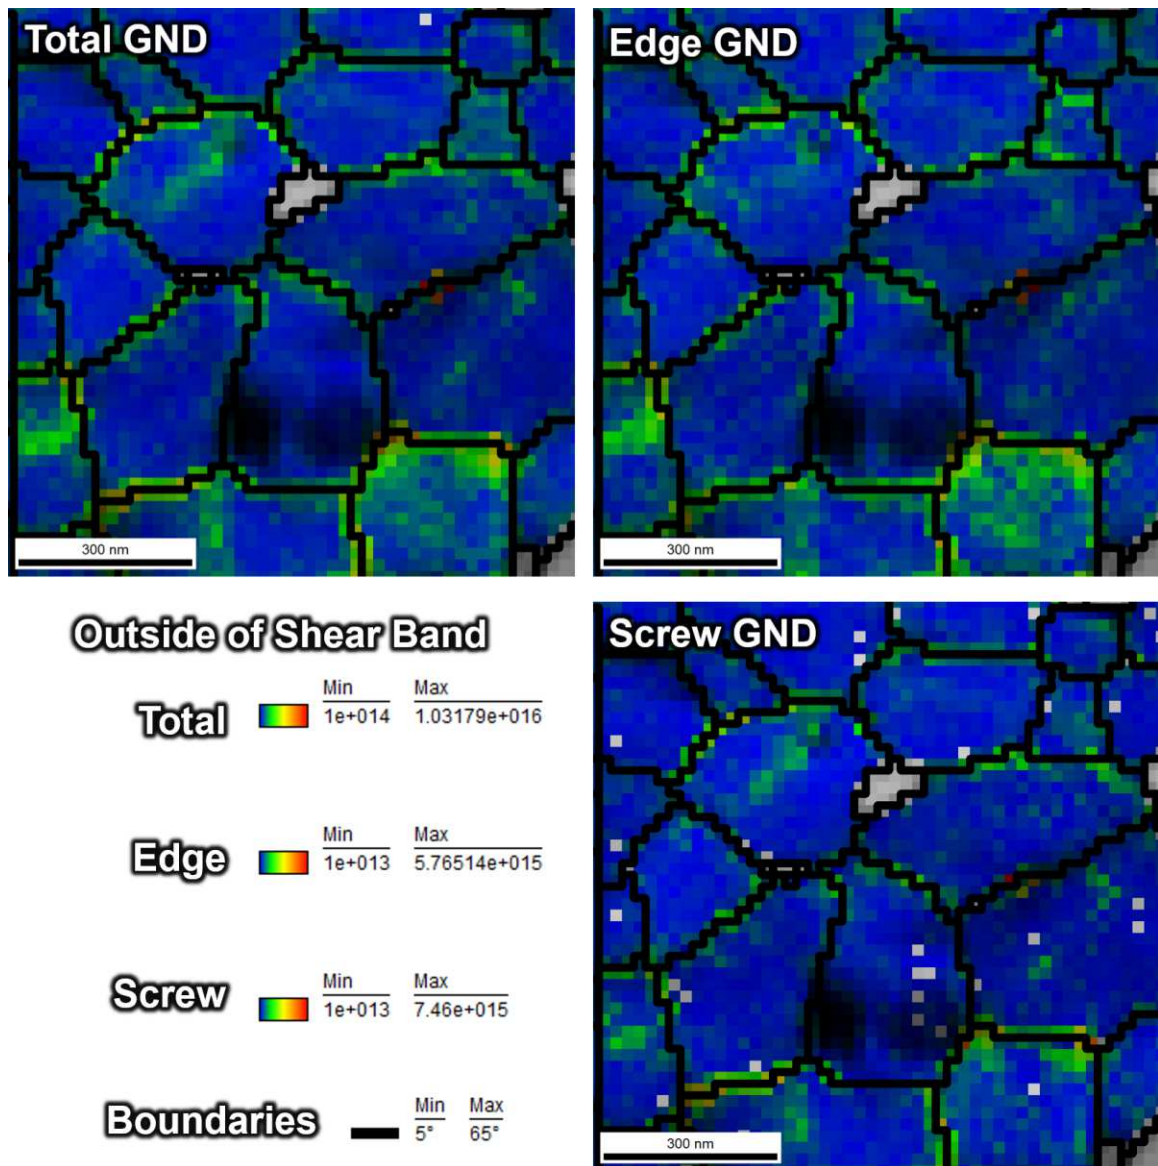 Total GND
Edge GND
300 nm
300 nm
Outside of Shear Band
Screw GND
Min Max
Total 1e+014 1.03179e+016
Min Max
Edge 1e+013 5.76514e+015
Min Max
Screw 1e+013 7.46e+015
Min Max
Boundaries 5° 65°
300 nm